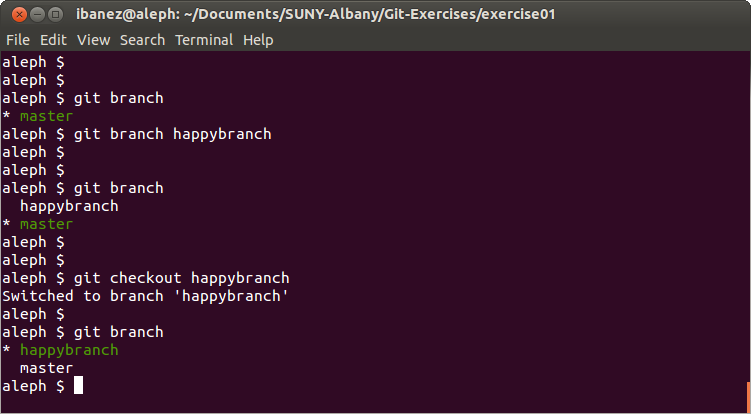 ibanez@aleph: ~/Documents/SUNY-Albany/Git-Exercises/exercise01
File Edit View Search Terminal Help
aleph $
aleph $
aleph $ git branch
* master
aleph $ git branch happybranch
aleph $
aleph $
aleph $ git branch
  happybranch
* master
aleph $
aleph $
aleph $ git checkout happybranch
Switched to branch 'happybranch'
aleph $
aleph $ git branch
* happybranch
  master
aleph $